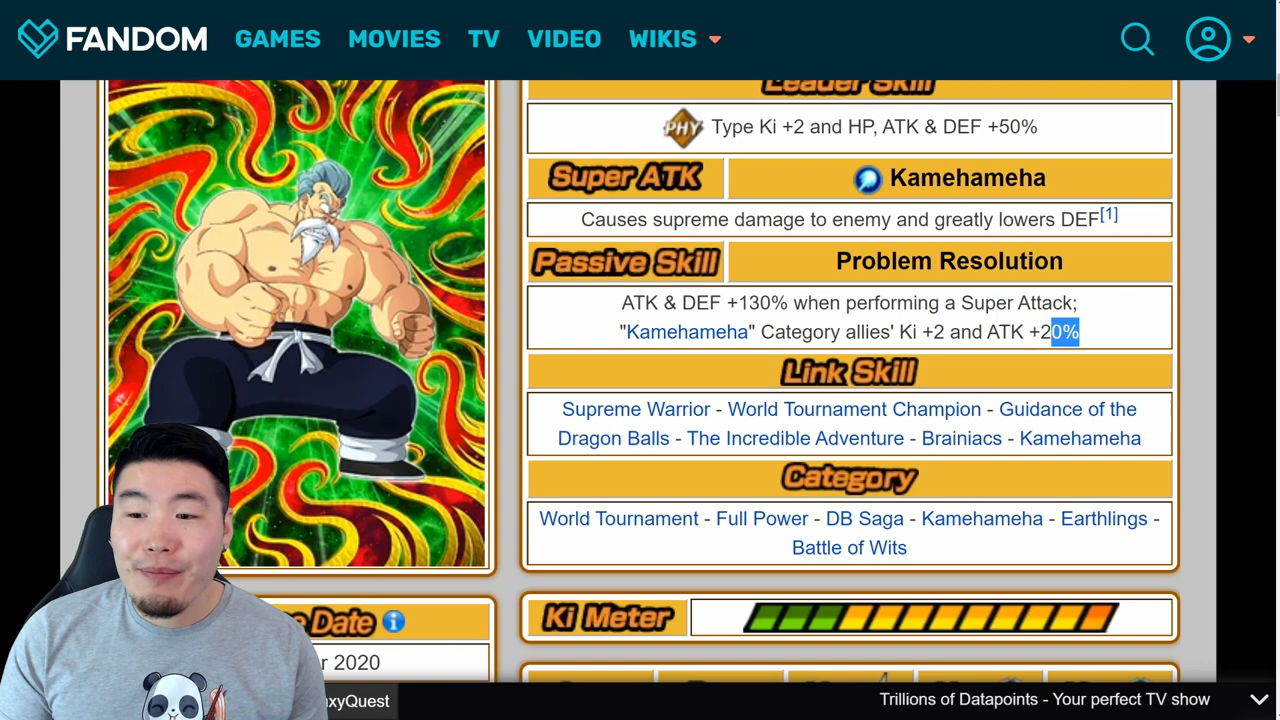 FANDOM GAMES MOVIES TV VIDEO WIKIS
Leader Skill
PHY Type Ki +2 and HP, ATK & DEF +50%
Super ATK Kamehameha
Causes supreme damage to enemy and greatly lowers DEF[1]
Passive Skill Problem Resolution
ATK & DEF +130% when performing a Super Attack;
"Kamehameha" Category allies' Ki +2 and ATK +20%
Link Skill
Supreme Warrior - World Tournament Champion - Guidance of the
Dragon Balls - The Incredible Adventure - Brainiacs - Kamehameha
Category
World Tournament - Full Power - DB Saga - Kamehameha - Earthlings -
Battle of Wits
Date i
Ki Meter
2020
Trillions of Datapoints - Your perfect TV show